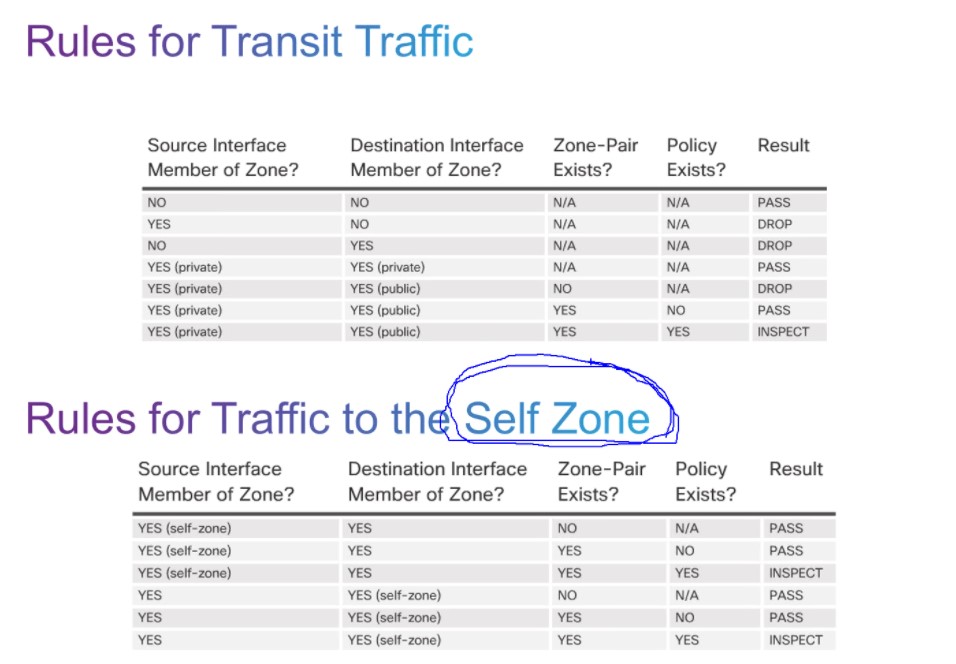 Rules for Transit Traffic
Source Interface Member of Zone? Destination Interface Member of Zone? Zone-Pair Exists? Policy Exists? Result
NO NO N/A N/A PASS
YES NO N/A N/A DROP
NO YES N/A N/A DROP
YES (private) YES (private) N/A N/A PASS
YES (private) YES (public) NO N/A DROP
YES (private) YES (public) YES NO PASS
YES (private) YES (public) YES YES INSPECT
Rules for Traffic to the Self Zone
Source Interface Member of Zone? Destination Interface Member of Zone? Zone-Pair Exists? Policy Exists? Result
YES (self-zone) YES NO N/A PASS
YES (self-zone) YES YES NO PASS
YES (self-zone) YES YES YES INSPECT
YES YES (self-zone) NO N/A PASS
YES YES (self-zone) YES NO PASS
YES YES (self-zone) YES YES INSPECT